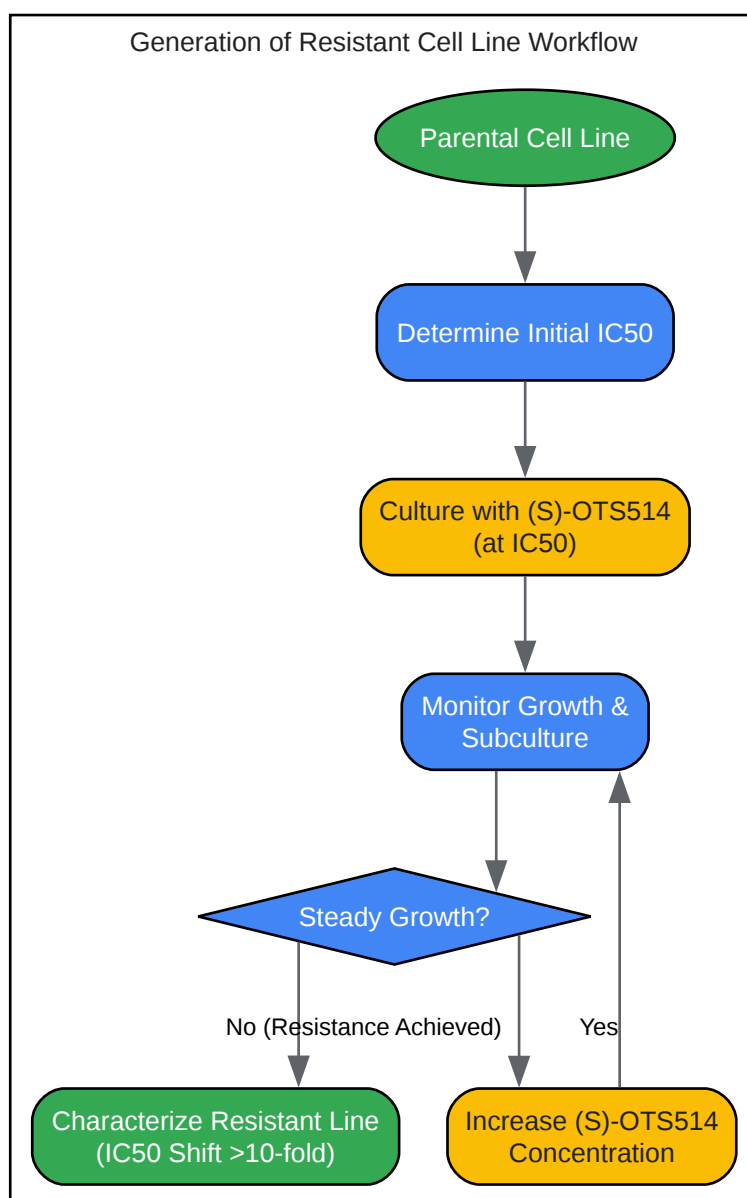 Generation of Resistant Cell Line Workflow
Parental Cell Line
Determine Initial IC50
Culture with (S)-OTS514
(at IC50)
Monitor Growth &
Subculture
Steady Growth?
No (Resistance Achieved)
Yes
Characterize Resistant Line
(IC50 Shift >10-fold)
Increase (S)-OTS514
Concentration